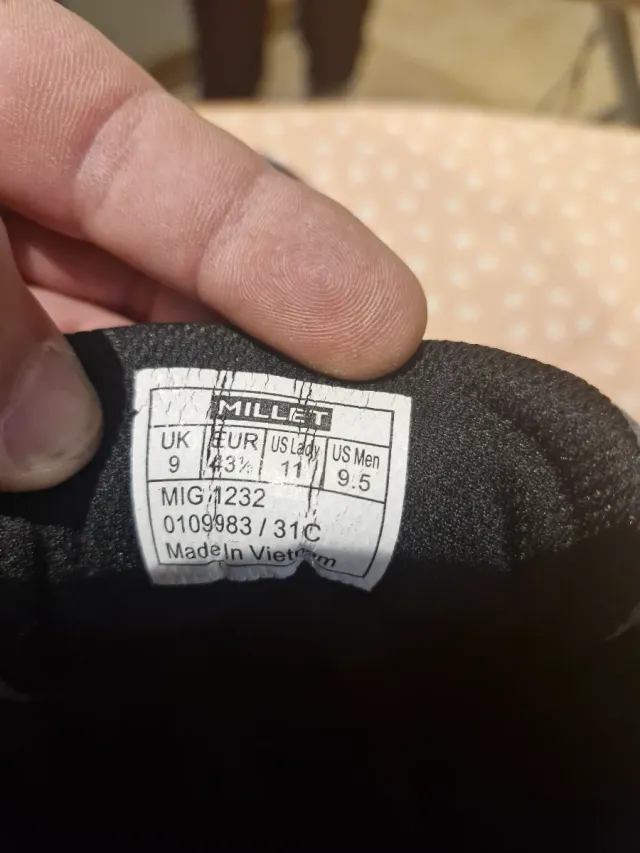 MILLET
UK EUR US Lady US Men
9 43⅓ 11 9.5
MIG 1232
0109983 / 31C
Made In Vietnam